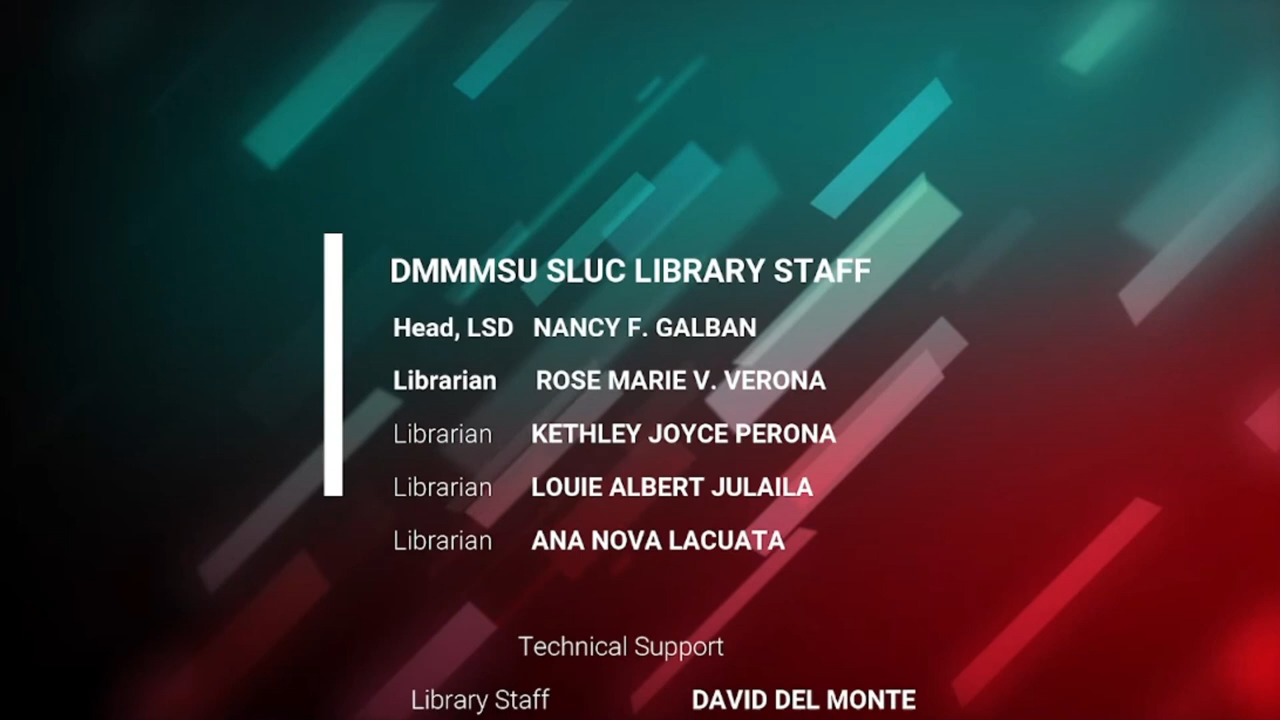 DMMMSU SLUC LIBRARY STAFF
Head, LSD NANCY F. GALBAN
Librarian ROSE MARIE V. VERONA
Librarian KETHLEY JOYCE PERONA
Librarian LOUIE ALBERT JULAILA
Librarian ANA NOVA LACUATA
Technical Support
Library Staff DAVID DEL MONTE